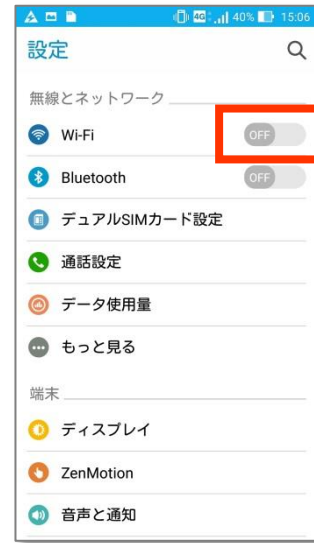 4G 40% 15:06
設定
無線とネットワーク
Wi-Fi OFF
Bluetooth OFF
デュアルSIMカード設定
通話設定
データ使用量
もっと見る
端末
ディスプレイ
ZenMotion
音声と通知